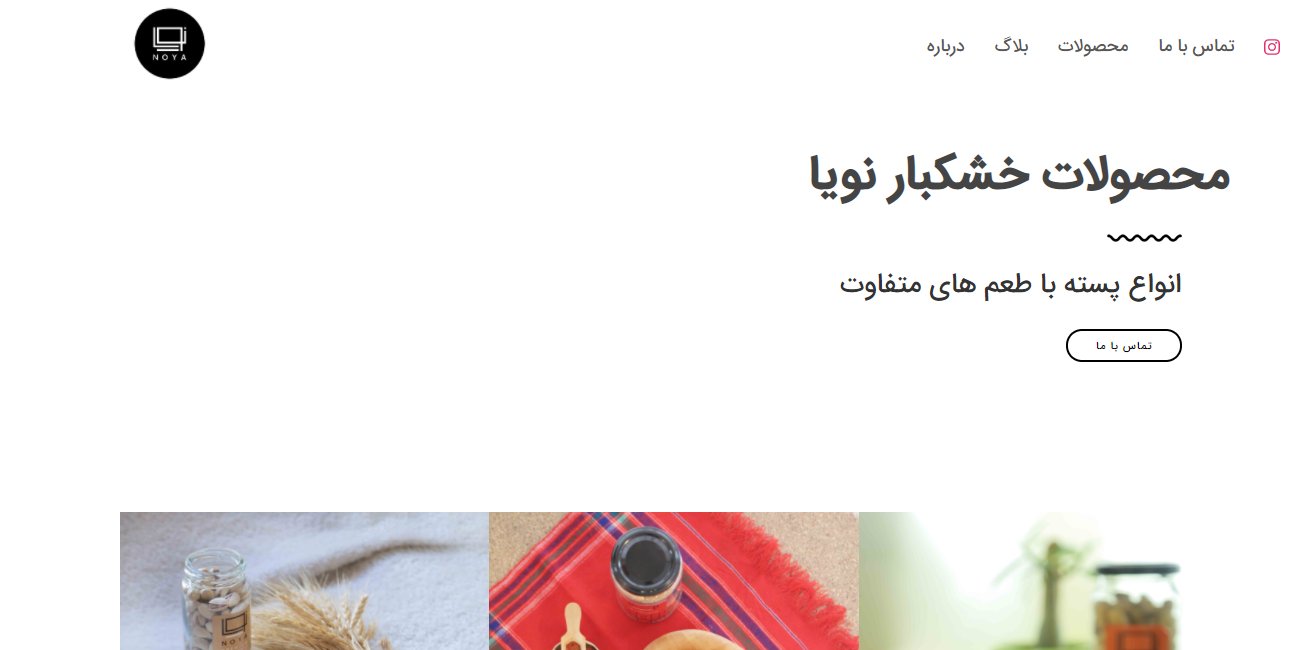 نویا
NOYA
تماس با ما
محصولات
بلاگ
درباره
محصولات خشکبار نویا
انواع پسته با طعم های متفاوت
تماس با ما
NOYA